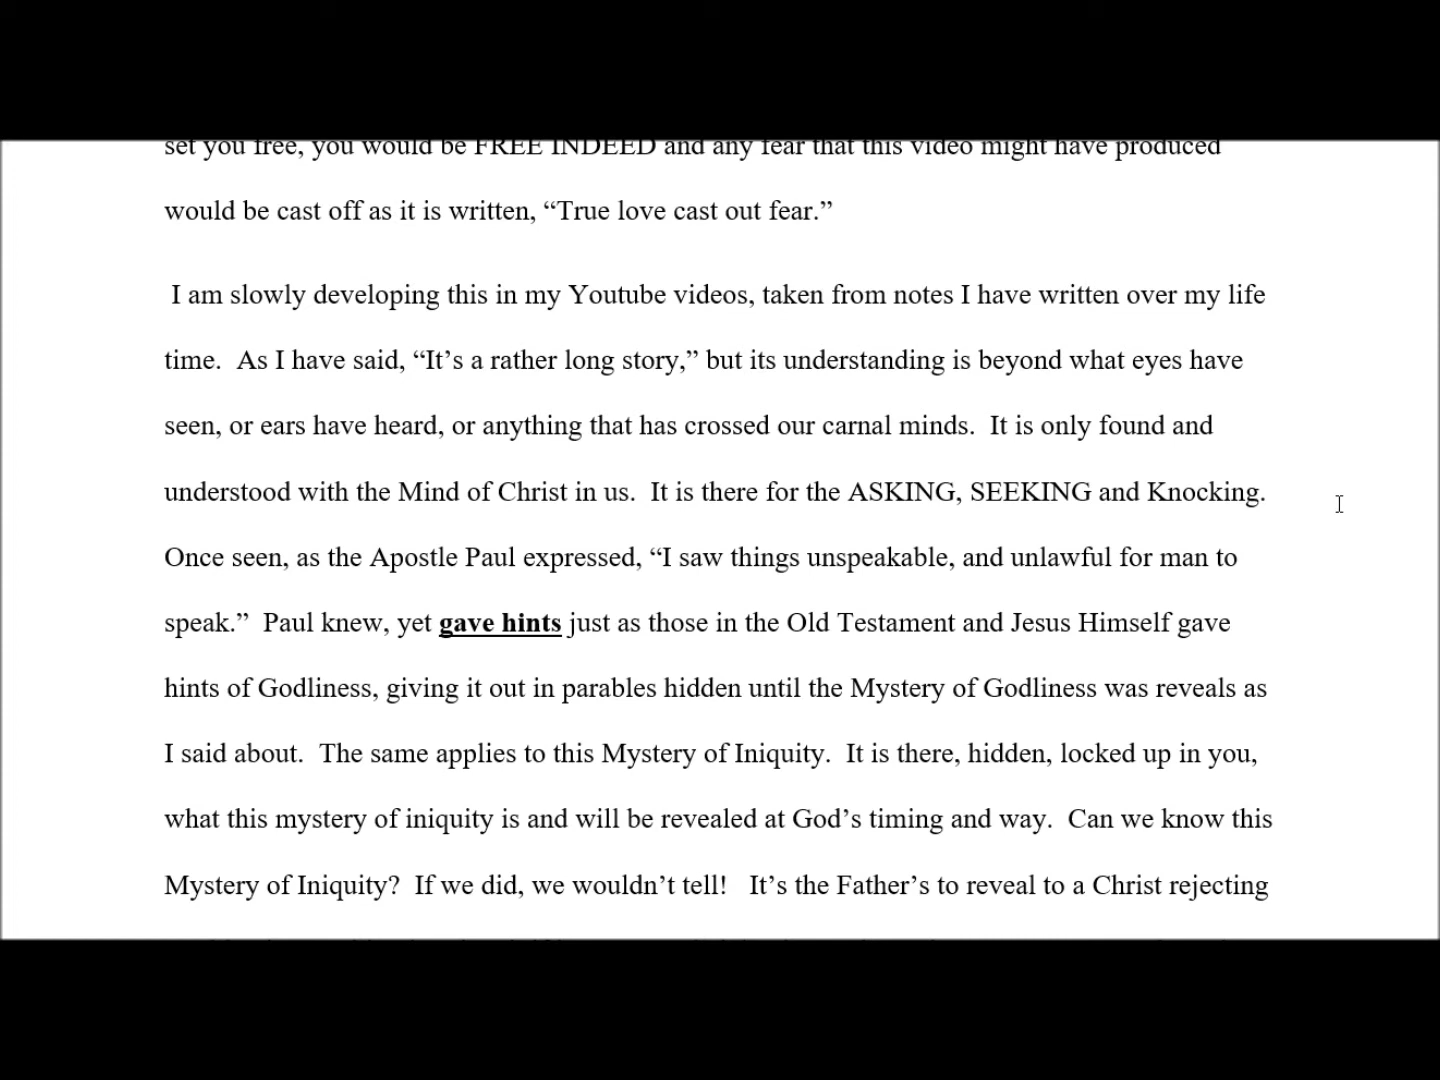 set you free, you would be FREE INDEED and any fear that this video might have produced
would be cast off as it is written, “True love cast out fear.”
I am slowly developing this in my Youtube videos, taken from notes I have written over my life
time.  As I have said, “It’s a rather long story,” but its understanding is beyond what eyes have
seen, or ears have heard, or anything that has crossed our carnal minds.  It is only found and
understood with the Mind of Christ in us.  It is there for the ASKING, SEEKING and Knocking.
Once seen, as the Apostle Paul expressed, “I saw things unspeakable, and unlawful for man to
speak.”  Paul knew, yet gave hints just as those in the Old Testament and Jesus Himself gave
hints of Godliness, giving it out in parables hidden until the Mystery of Godliness was reveals as
I said about.  The same applies to this Mystery of Iniquity.  It is there, hidden, locked up in you,
what this mystery of iniquity is and will be revealed at God’s timing and way.  Can we know this
Mystery of Iniquity?  If we did, we wouldn’t tell!   It’s the Father’s to reveal to a Christ rejecting